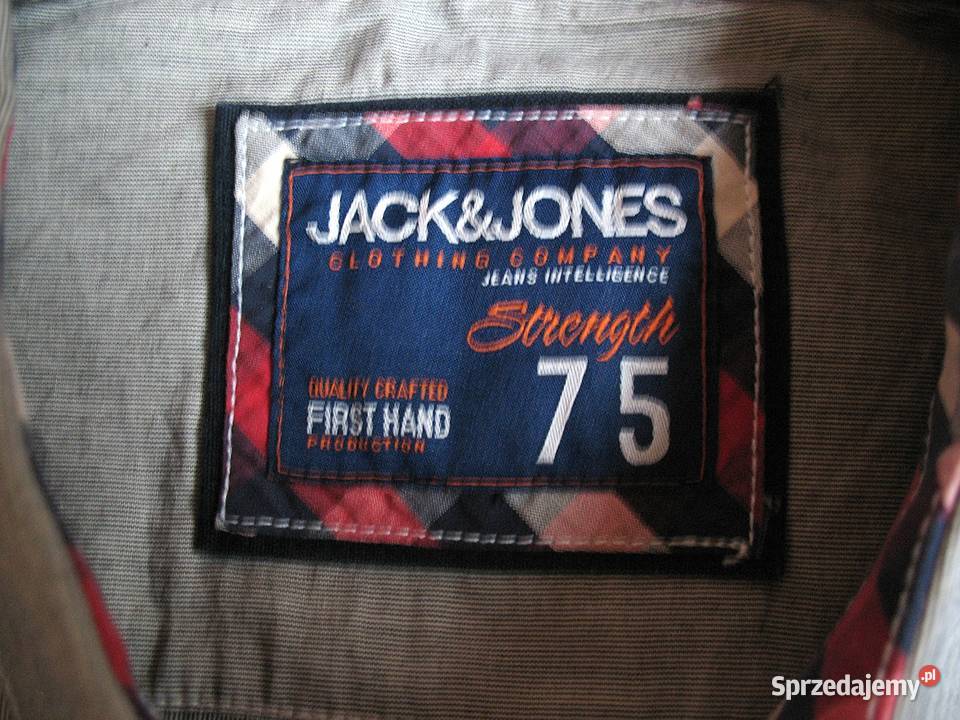 JACK&JONES
CLOTHING COMPANY
JEANS INTELLIGENCE
Strength
75
QUALITY CRAFTED
FIRST HAND
PRODUCTION
Sprzedajemy.pl